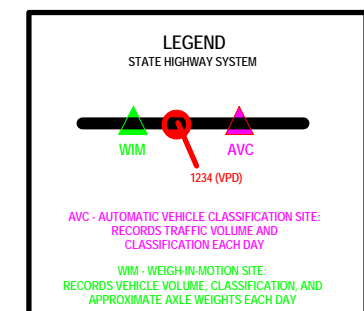 LEGEND
STATE HIGHWAY SYSTEM
WIM AVC
1234 (VPD)
AVC - AUTOMATIC VEHICLE CLASSIFICATION SITE:
RECORDS TRAFFIC VOLUME AND
CLASSIFICATION EACH DAY
WIM - WEIGH-IN-MOTION SITE:
RECORDS VEHICLE VOLUME, CLASSIFICATION, AND
APPROXIMATE AXLE WEIGHTS EACH DAY